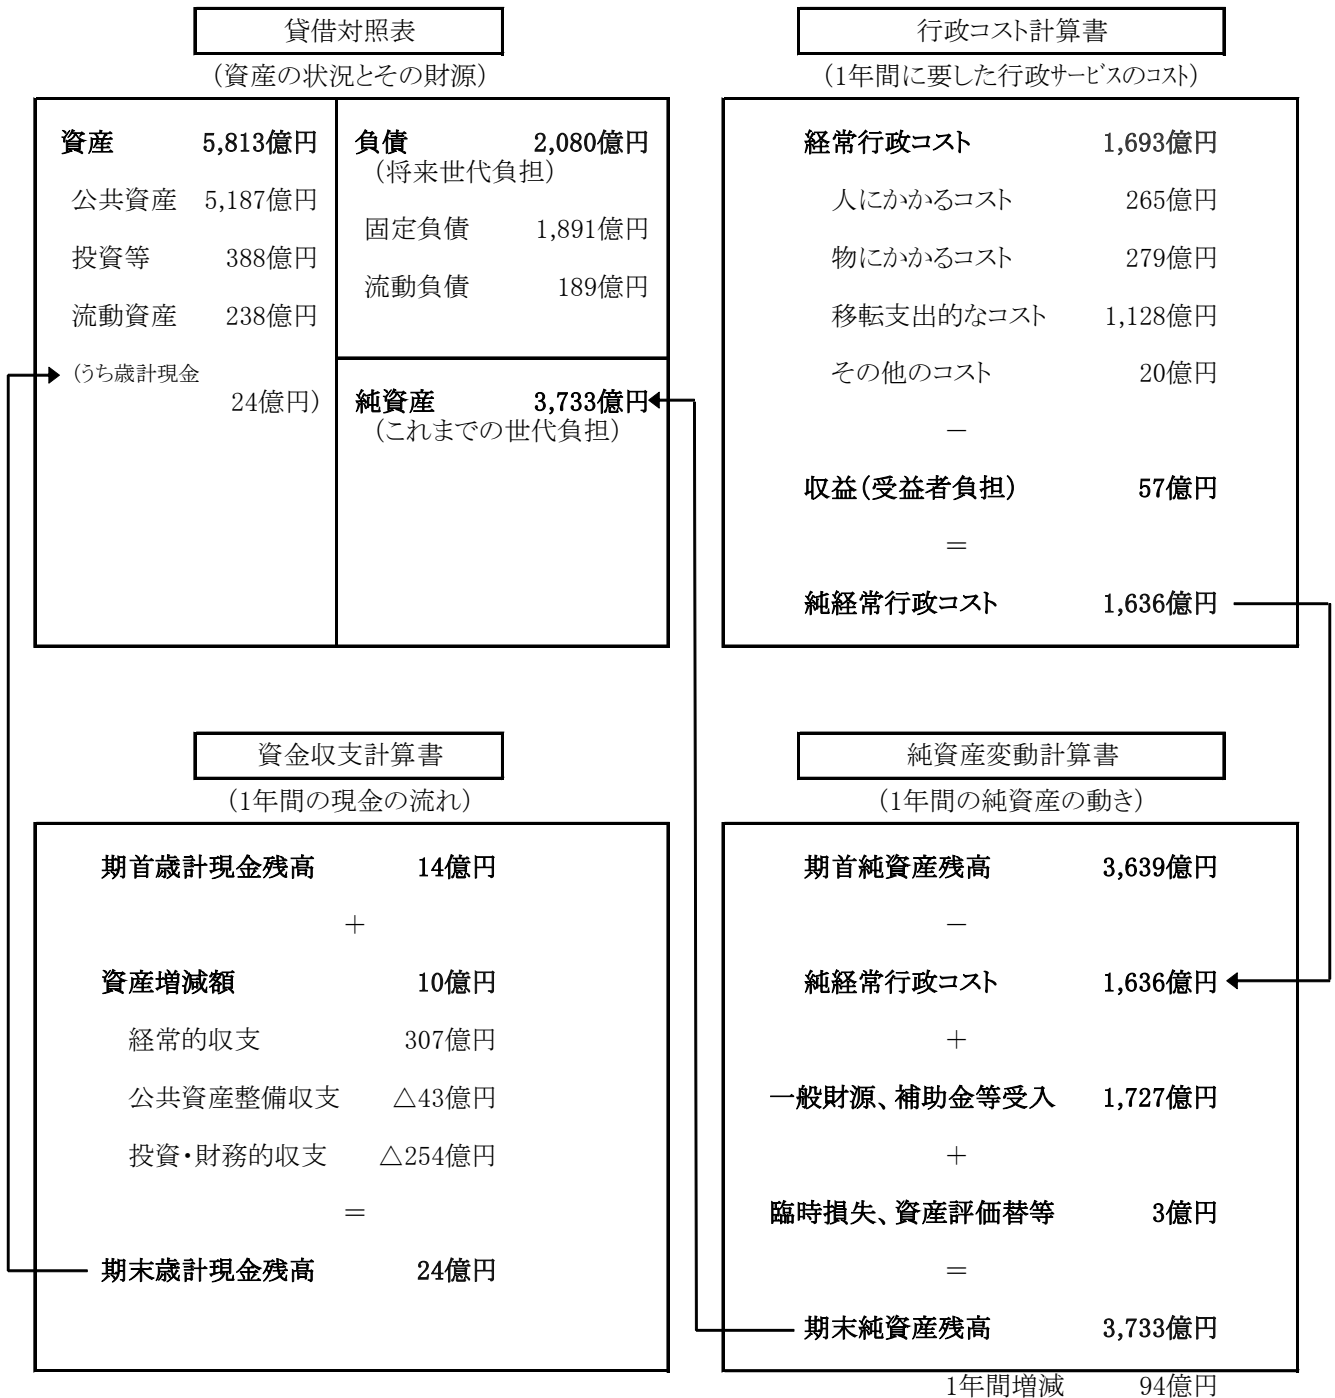 貸借対照表
(資産の状況とその財源)
資産 5,813億円
公共資産 5,187億円
投資等 388億円
流動資産 238億円
(うち歳計現金
24億円)
負債 2,080億円
(将来世代負担)
固定負債 1,891億円
流動負債 189億円
純資産 3,733億円
(これまでの世代負担)
行政コスト計算書
(1年間に要した行政サービスのコスト)
経常行政コスト 1,693億円
人にかかるコスト 265億円
物にかかるコスト 279億円
移転支出的なコスト 1,128億円
その他のコスト 20億円
－
収益(受益者負担) 57億円
＝
純経常行政コスト 1,636億円
資金収支計算書
(1年間の現金の流れ)
期首歳計現金残高 14億円
＋
資産増減額 10億円
経常的収支 307億円
公共資産整備収支 △43億円
投資・財務的収支 △254億円
＝
期末歳計現金残高 24億円
純資産変動計算書
(1年間の純資産の動き)
期首純資産残高 3,639億円
－
純経常行政コスト 1,636億円
＋
一般財源、補助金等受入 1,727億円
＋
臨時損失、資産評価替等 3億円
＝
期末純資産残高 3,733億円
1年間増減 94億円